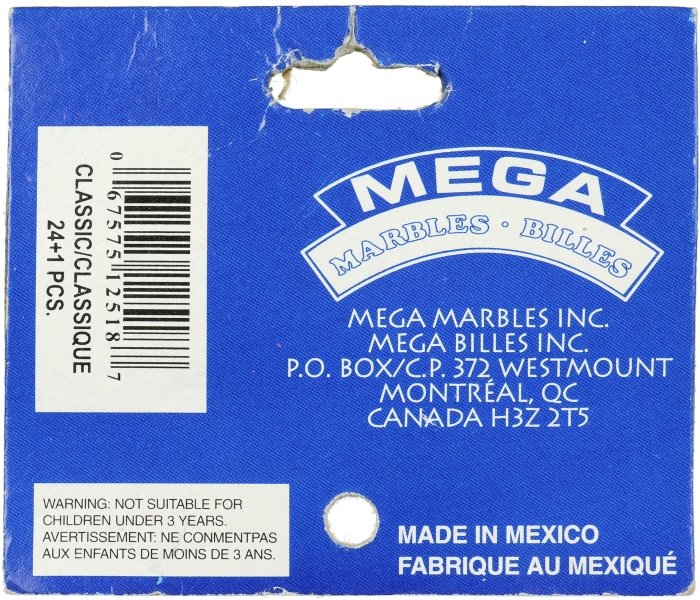 MEGA
MARBLES · BILLES
MEGA MARBLES INC.
MEGA BILLES INC.
P.O. BOX/C.P. 372 WESTMOUNT
MONTRÉAL, QC
CANADA H3Z 2T5
0 67575 12518 7
CLASSIC/CLASSIQUE
24+1 PCS.
WARNING: NOT SUITABLE FOR
CHILDREN UNDER 3 YEARS.
AVERTISSEMENT: NE CONMENTPAS
AUX ENFANTS DE MOINS DE 3 ANS.
MADE IN MEXICO
FABRIQUE AU MEXIQUÉ